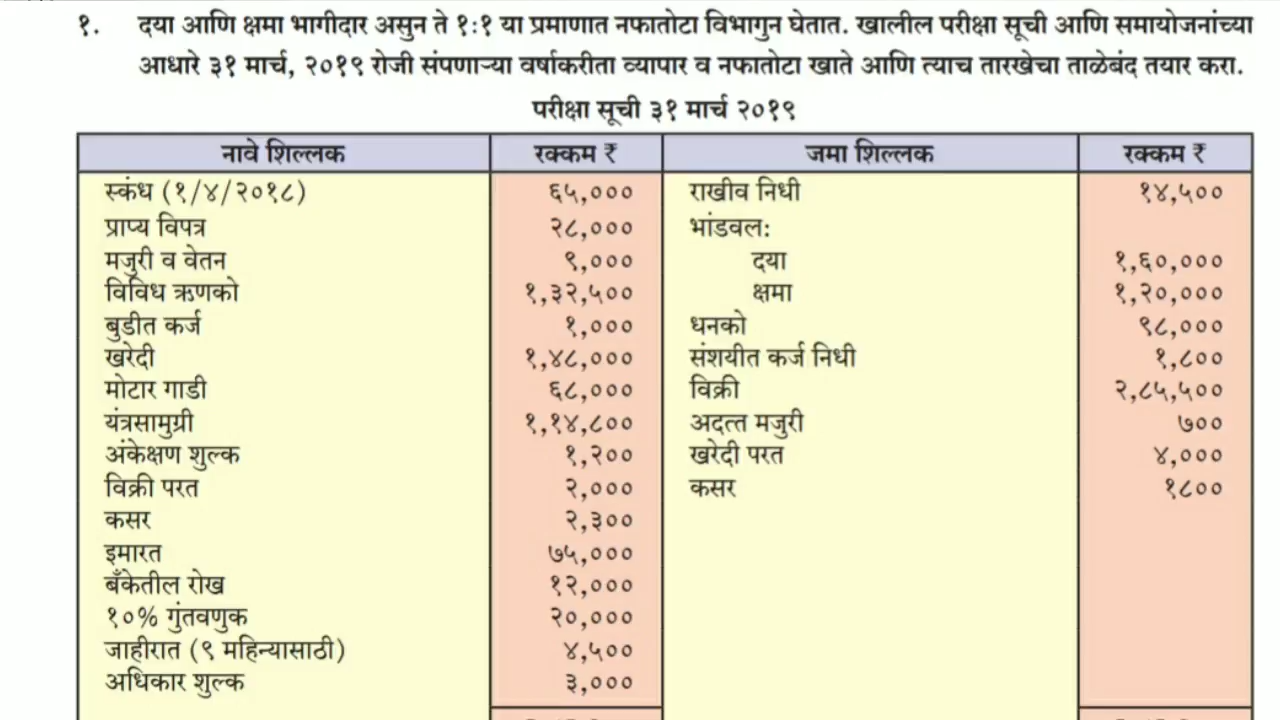 १. दया आणि क्षमा भागीदार असुन ते १:१ या प्रमाणात नफातोटा विभागुन घेतात. खालील परीक्षा सूची आणि समायोजनांच्या
आधारे ३१ मार्च, २०१९ रोजी संपणाऱ्या वर्षाकरीता व्यापार व नफातोटा खाते आणि त्याच तारखेचा ताळेबंद तयार करा.
परीक्षा सूची ३१ मार्च २०१९
नावे शिल्लक रक्कम ₹ जमा शिल्लक रक्कम ₹
स्कंध (१/४/२०१८) ६५,००० राखीव निधी १४,५००
प्राप्य विपत्र २८,००० भांडवल:
मजुरी व वेतन ९,००० दया १,६०,०००
विविध ऋणको १,३२,५०० क्षमा १,२०,०००
बुडीत कर्ज १,००० धनको ९८,०००
खरेदी १,४८,००० संशयीत कर्ज निधी १,८००
मोटार गाडी ६८,००० विक्री २,८५,५००
यंत्रसामुग्री १,१४,८०० अदत्त मजुरी ७००
अंकेक्षण शुल्क १,२०० खरेदी परत ४,०००
विक्री परत २,००० कसर १८००
कसर २,३००
इमारत ७५,०००
बँकेतील रोख १२,०००
१०% गुंतवणुक २०,०००
जाहीरात (९ महिन्यासाठी) ४,५००
अधिकार शुल्क ३,०००